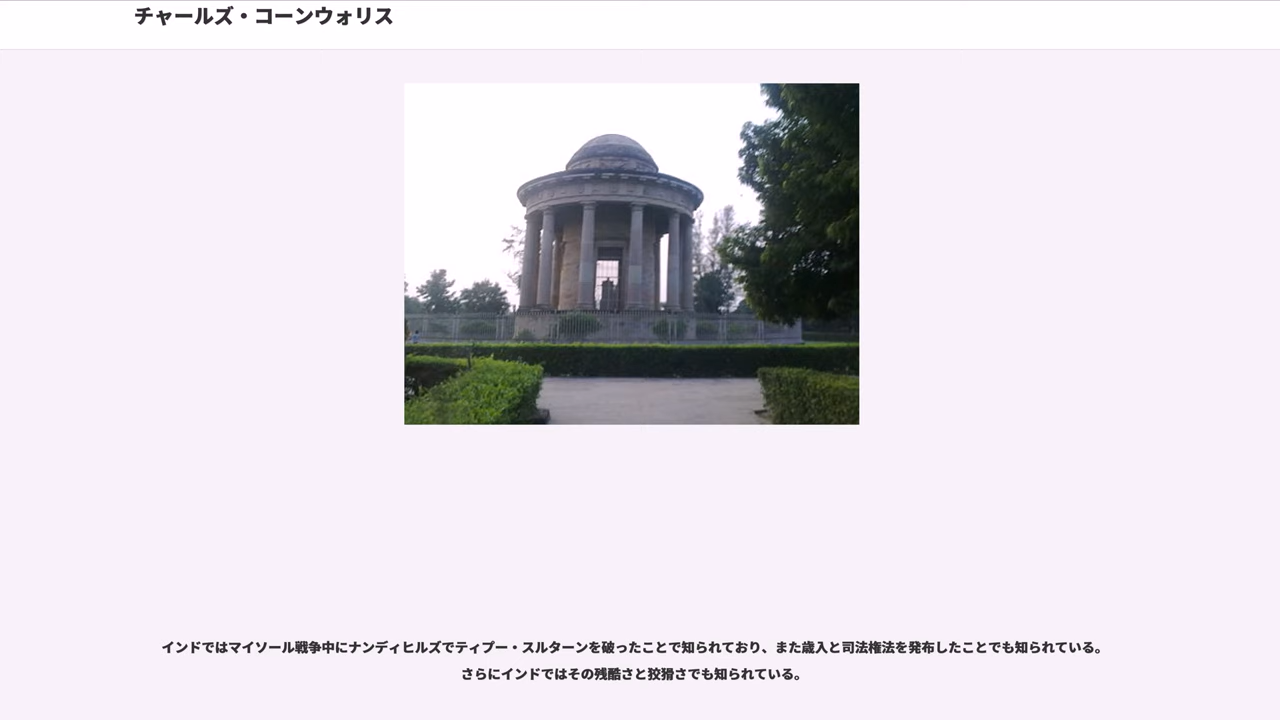 チャールズ・コーンウォリス
インドではマイソール戦争中にナンディヒルズでティプー・スルターンを破ったことで知られており、また歳入と司法権法を発布したことでも知られている。
さらにインドではその残酷さと狡猾さでも知られている。